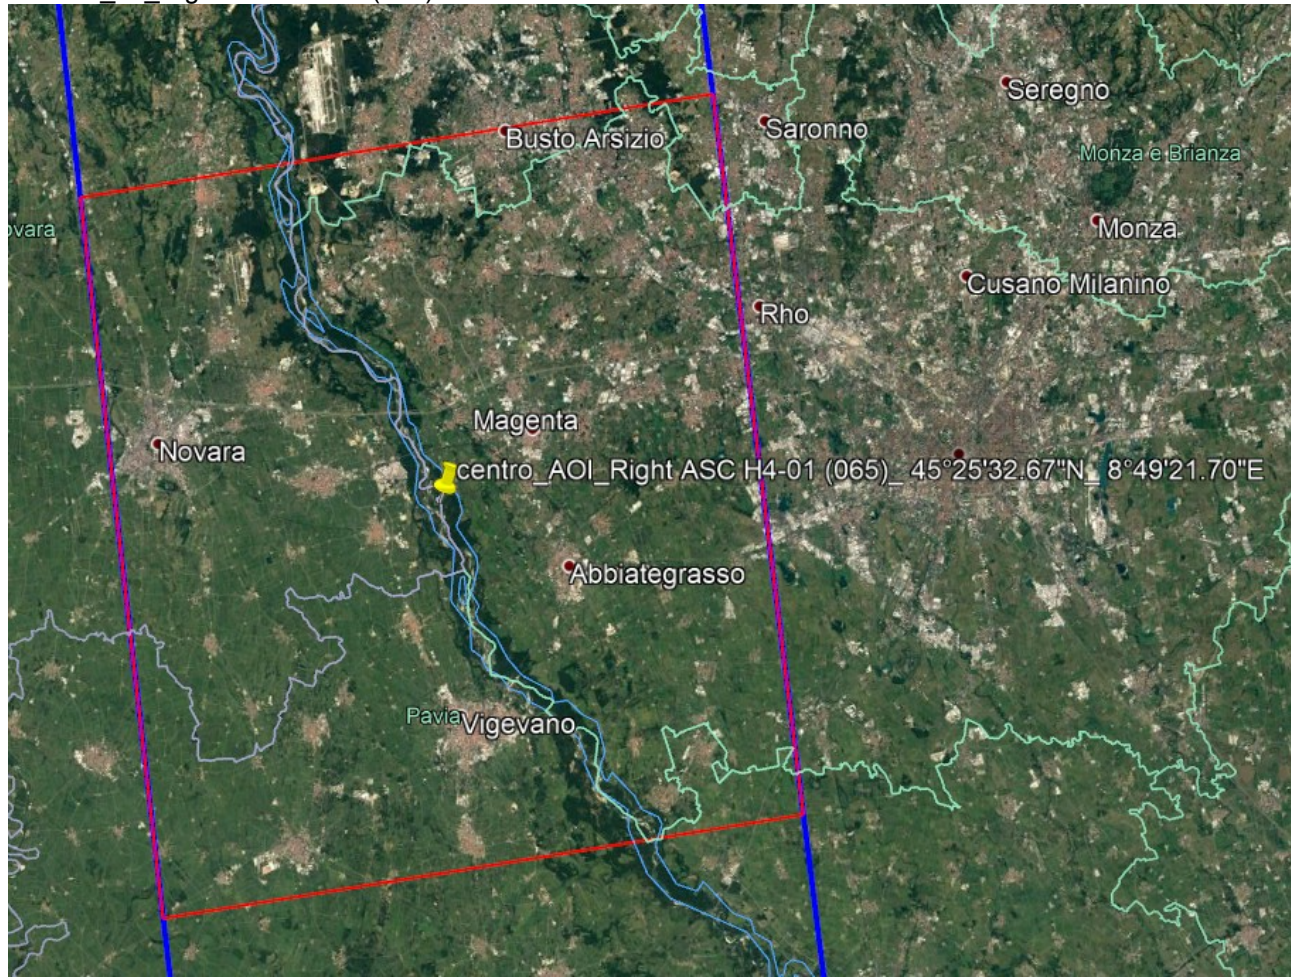 Seregno
Saronno
Busto Arsizio
Monza e Brianza
Monza
ovara
Cusano Milanino
Rho
Magenta
Novara
centro_AOI_Right ASC H4-01 (065)_ 45°25'32.67"N_ 8°49'21.70"E
Abbiategrasso
Pavia
Vigevano